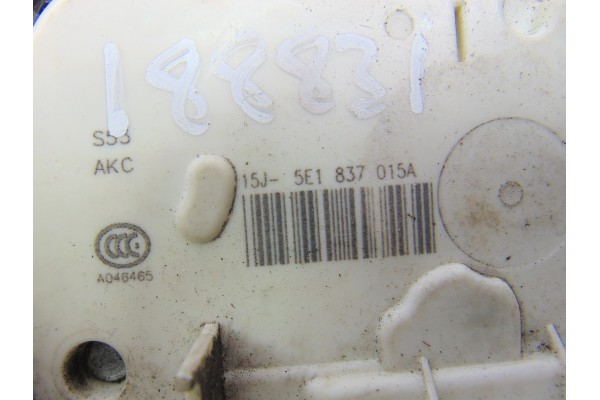 188831
S53
AKC
15J- 5E1 837 015A
CCC
A046465